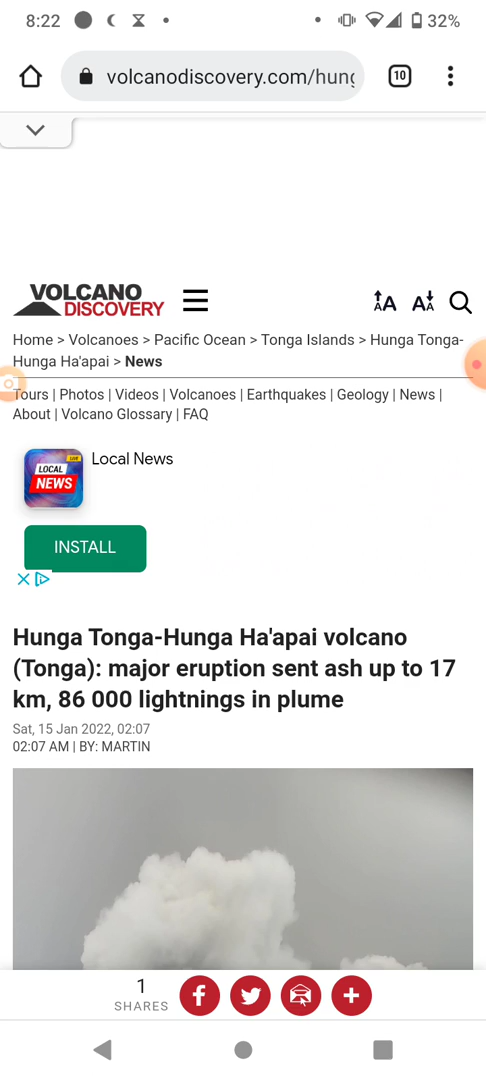 8:22
32%
volcanodiscovery.com/hung
10
VOLCANO
DISCOVERY
A AA
Home > Volcanoes > Pacific Ocean > Tonga Islands > Hunga Tonga-
Hunga Ha'apai > News
Tours | Photos | Videos | Volcanoes | Earthquakes | Geology | News |
About | Volcano Glossary | FAQ
LIVE
LOCAL
NEWS
Local News
INSTALL
Hunga Tonga-Hunga Ha'apai volcano
(Tonga): major eruption sent ash up to 17
km, 86 000 lightnings in plume
Sat, 15 Jan 2022, 02:07
02:07 AM | BY: MARTIN
1
SHARES